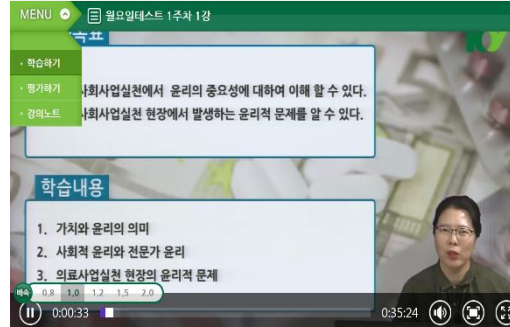 MENU
월요일테스트 1주차 1강
목표
· 학습하기
· 평가하기
· 강의노트
사회사업실천에서 윤리의 중요성에 대하여 이해 할 수 있다.
사회사업실천 현장에서 발생하는 윤리적 문제를 알 수 있다.
학습내용
1. 가치와 윤리의 의미
2. 사회적 윤리와 전문가 윤리
3. 의료사업실천 현장의 윤리적 문제
배속 0.8 1.0 1.2 1.5 2.0
0:00:33
0:35:24